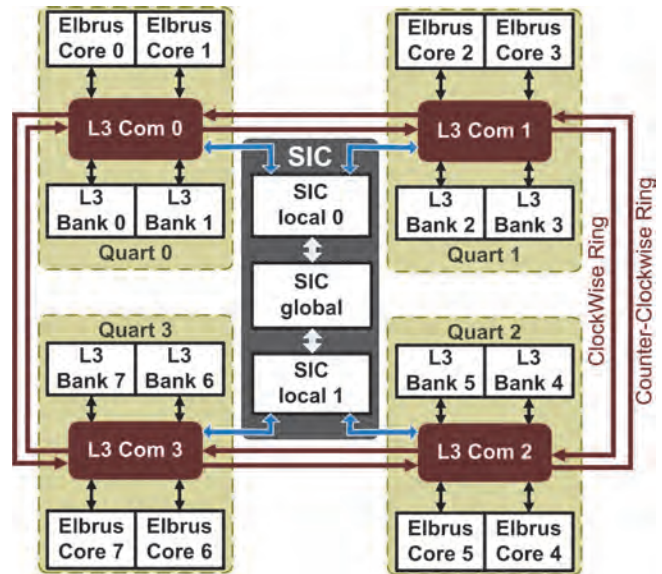 Elbrus
Core 0
Elbrus
Core 1
Elbrus
Core 2
Elbrus
Core 3
L3 Com 0
L3 Com 1
SIC
L3
Bank 0
L3
Bank 1
SIC
local 0
L3
Bank 2
L3
Bank 3
Quart 0
Quart 1
SIC
global
ClockWise Ring
Counter-Clockwise Ring
Quart 3
Quart 2
L3
Bank 7
L3
Bank 6
SIC
local 1
L3
Bank 5
L3
Bank 4
L3 Com 3
L3 Com 2
Elbrus
Core 7
Elbrus
Core 6
Elbrus
Core 5
Elbrus
Core 4